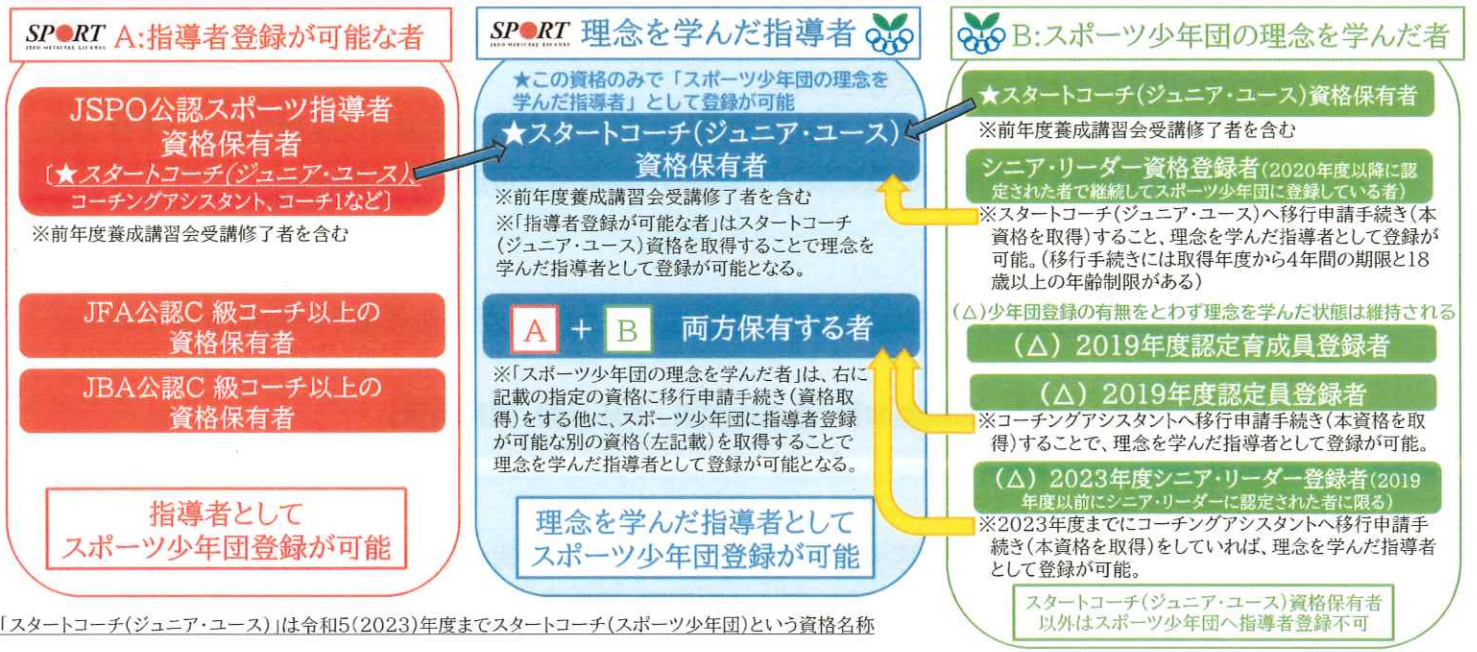 SPORT A:指導者登録が可能な者
JSPO公認スポーツ指導者
資格保有者
〔★スタートコーチ(ジュニア・ユース)、
コーチングアシスタント、コーチ1など〕
※前年度養成講習会受講修了者を含む
JFA公認C 級コーチ以上の
資格保有者
JBA公認C 級コーチ以上の
資格保有者
指導者として
スポーツ少年団登録が可能
SPORT 理念を学んだ指導者
★この資格のみで「スポーツ少年団の理念を
学んだ指導者」として登録が可能
★スタートコーチ(ジュニア・ユース)
資格保有者
※前年度養成講習会受講修了者を含む
※「指導者登録が可能な者」はスタートコーチ
(ジュニア・ユース)資格を取得することで理念を
学んだ指導者として登録が可能となる。
A + B 両方保有する者
※「スポーツ少年団の理念を学んだ者」は、右に
記載の指定の資格に移行申請手続き(資格取
得)をする他に、スポーツ少年団に指導者登録
が可能な別の資格(左記載)を取得することで
理念を学んだ指導者として登録が可能となる。
理念を学んだ指導者として
スポーツ少年団登録が可能
B:スポーツ少年団の理念を学んだ者
★スタートコーチ(ジュニア・ユース)資格保有者
※前年度養成講習会受講修了者を含む
シニア・リーダー資格登録者(2020年度以降に認
定された者で継続してスポーツ少年団に登録している者)
※スタートコーチ(ジュニア・ユース)へ移行申請手続き(本
資格を取得)すること、理念を学んだ指導者として登録が
可能。(移行手続きには取得年度から4年間の期限と18
歳以上の年齢制限がある)
(△)少年団登録の有無をとわず理念を学んだ状態は維持される
(△) 2019年度認定育成員登録者
(△) 2019年度認定員登録者
※コーチングアシスタントへ移行申請手続き(本資格を取
得)することで、理念を学んだ指導者として登録が可能。
(△) 2023年度シニア・リーダー登録者(2019
年度以前にシニア・リーダーに認定された者に限る)
※2023年度までにコーチングアシスタントへ移行申請手
続き(本資格を取得)をしていれば、理念を学んだ指導者
として登録が可能。
スタートコーチ(ジュニア・ユース)資格保有者
以外はスポーツ少年団へ指導者登録不可
「スタートコーチ(ジュニア・ユース)」は令和5(2023)年度までスタートコーチ(スポーツ少年団)という資格名称